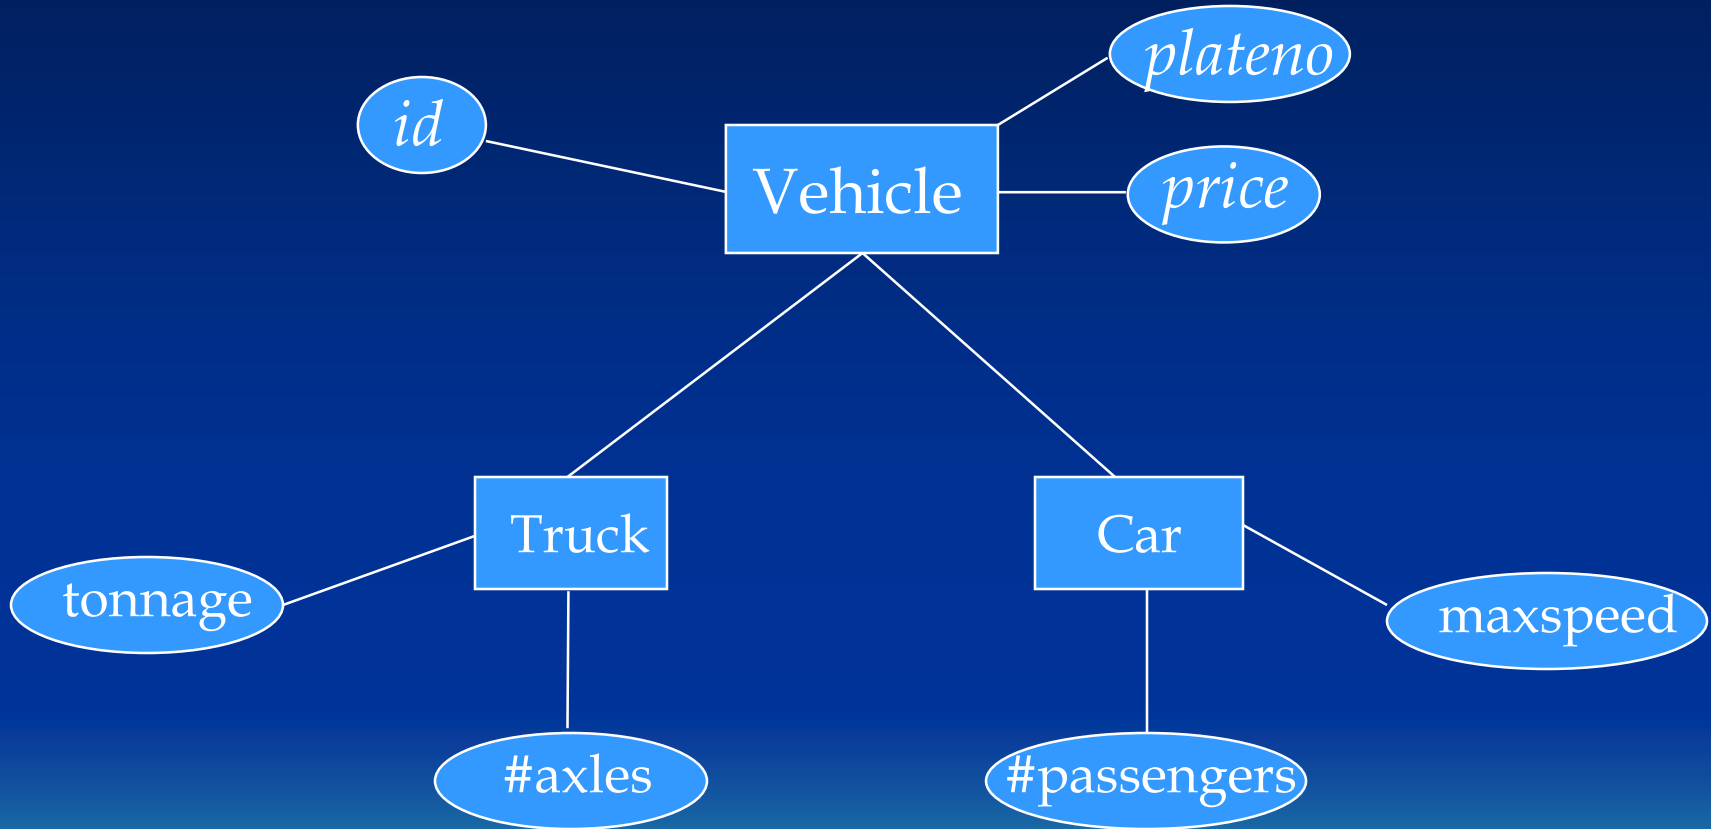 plateno
id
Vehicle
price
Truck
Car
tonnage
maxspeed
#axles
#passengers